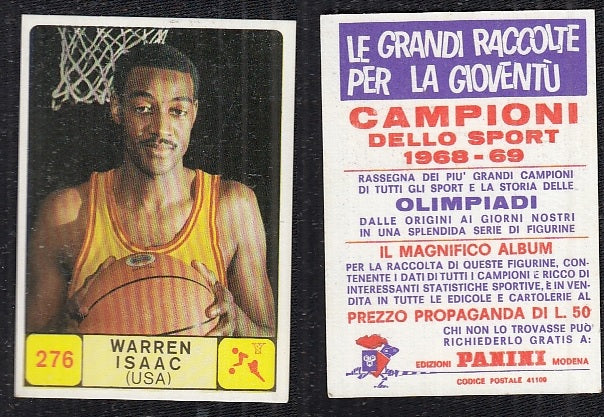 276
WARREN
ISAAC
(USA)
LE GRANDI RACCOLTE
PER LA GIOVENTÙ
CAMPIONI
DELLO SPORT
1968-69
RASSEGNA DEI PIU' GRANDI CAMPIONI
DI TUTTI GLI SPORT E LA STORIA DELLE
OLIMPIADI
DALLE ORIGINI AI GIORNI NOSTRI
IN UNA SPLENDIDA SERIE DI FIGURINE
IL MAGNIFICO ALBUM
PER LA RACCOLTA DI QUESTE FIGURINE, CON-
TENENTE I DATI DI TUTTI I CAMPIONI E RICCO DI
INTERESSANTI STATISTICHE SPORTIVE, È IN VEN-
DITA IN TUTTE LE EDICOLE E CARTOLERIE AL
PREZZO PROPAGANDA DI L. 50
CHI NON LO TROVASSE PUO'
RICHIEDERLO GRATIS A:
EDIZIONI PANINI MODENA
CODICE POSTALE 41100